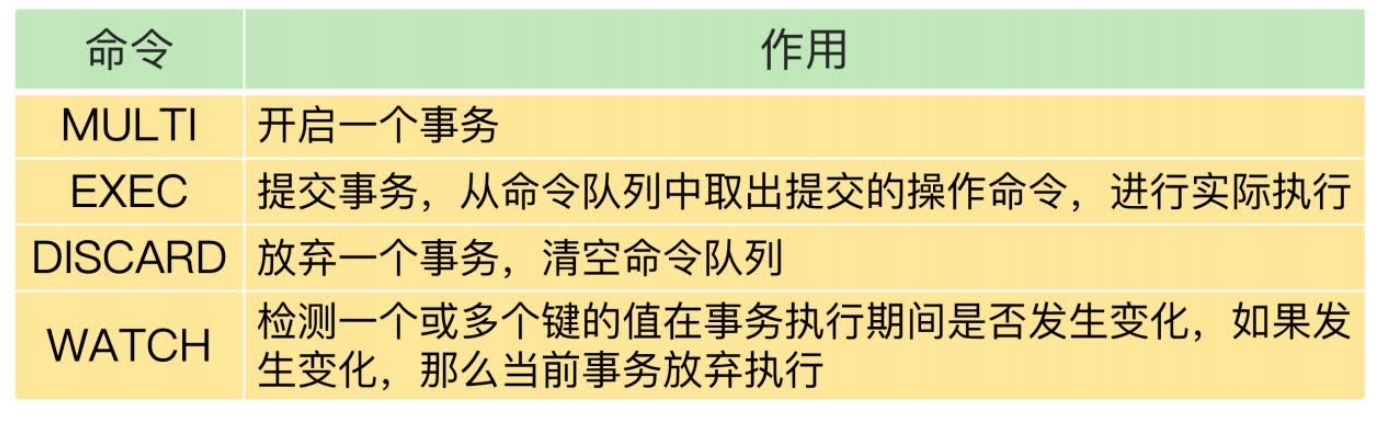 命令 作用
MULTI 开启一个事务
EXEC 提交事务，从命令队列中取出提交的操作命令，进行实际执行
DISCARD 放弃一个事务，清空命令队列
WATCH 检测一个或多个键的值在事务执行期间是否发生变化，如果发
生变化，那么当前事务放弃执行